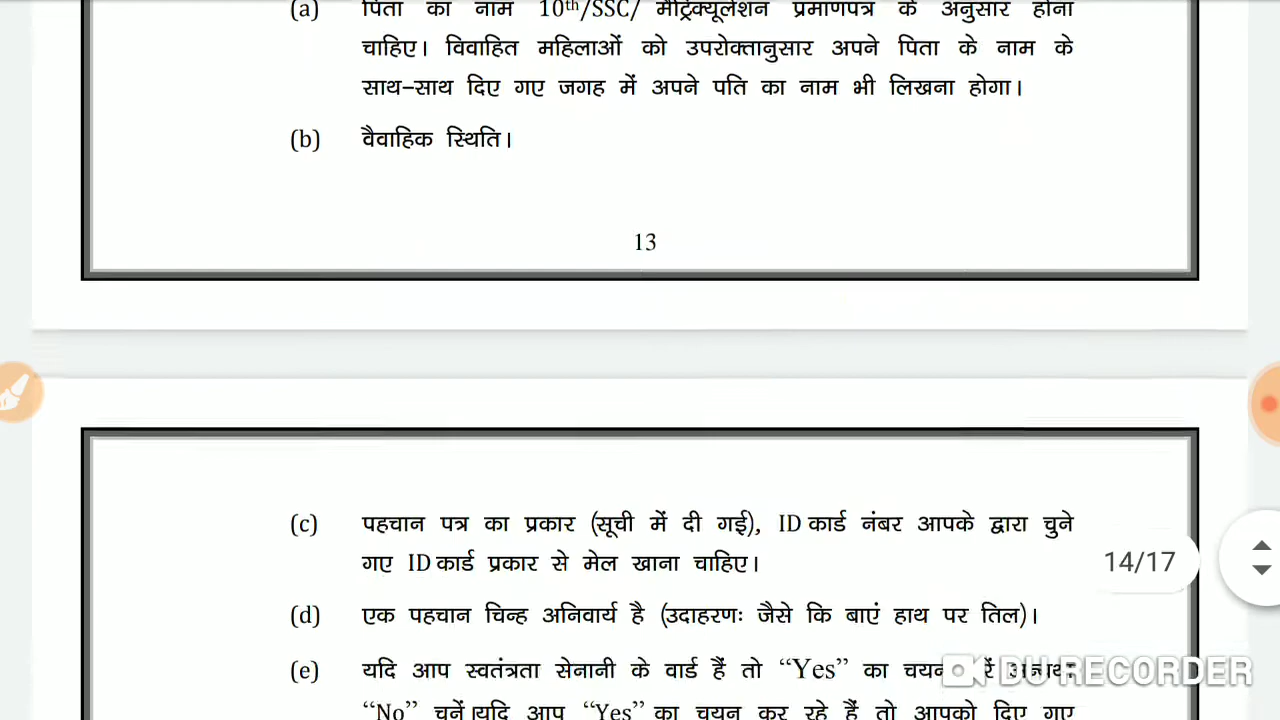 (a) पिता का नाम 10th/SSC/ मैट्रिक्यूलेशन प्रमाणपत्र के अनुसार होना
चाहिए। विवाहित महिलाओं को उपरोक्तानुसार अपने पिता के नाम के
साथ–साथ दिए गए जगह में अपने पति का नाम भी लिखना होगा।
(b) वैवाहिक स्थिति।
13
(c) पहचान पत्र का प्रकार (सूची में दी गई), ID कार्ड नंबर आपके द्वारा चुने
गए ID कार्ड प्रकार से मेल खाना चाहिए।
14/17
(d) एक पहचान चिन्ह अनिवार्य है (उदाहरणः जैसे कि बाएं हाथ पर तिल)।
(e) यदि आप स्वतंत्रता सेनानी के वार्ड हैं तो “Yes” का
DU RECORDER
“No” चुनें।यदि आप “Yes” का चयन कर रहे हैं तो आपको दिए गए